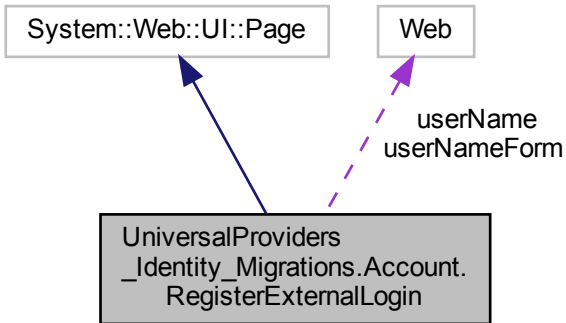 System::Web::UI::Page
Web
userName
userNameForm
UniversalProviders
_Identity_Migrations.Account.
RegisterExternalLogin